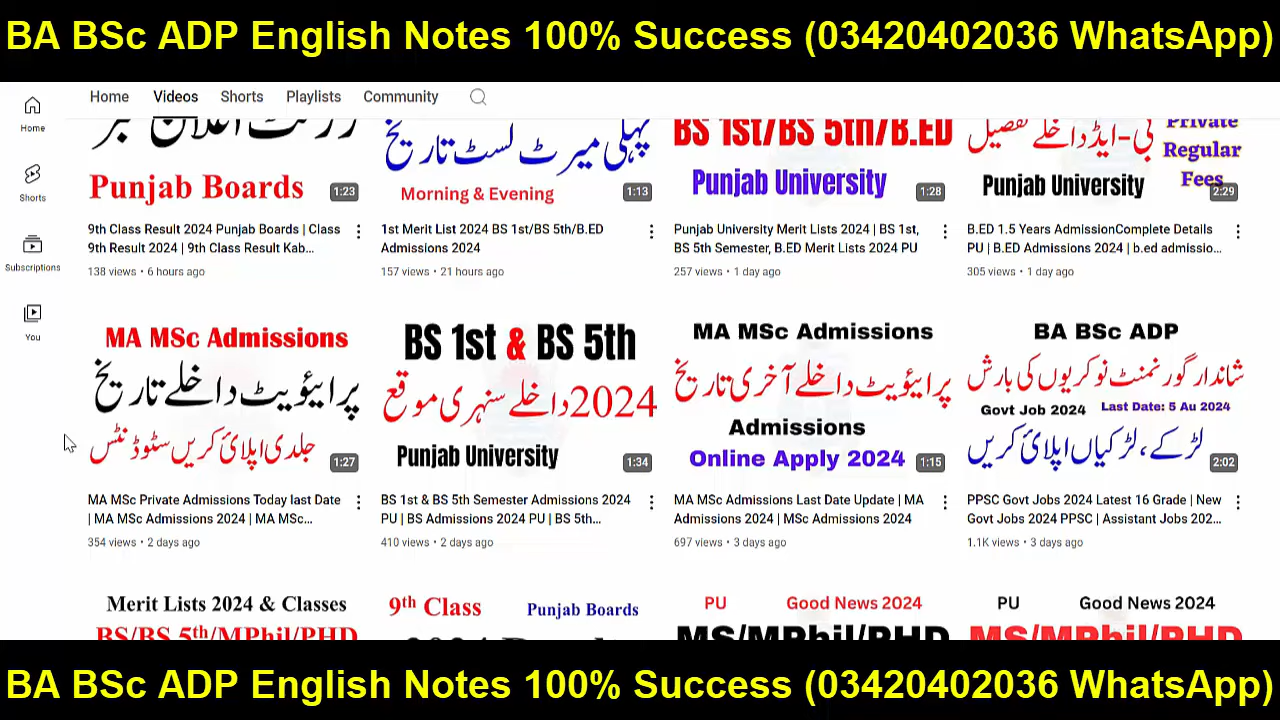 BA BSc ADP English Notes 100% Success (03420402036 WhatsApp)
Home Videos Shorts Playlists Community
Home
Shorts
Subscriptions
You
Punjab Boards
1:23
9th Class Result 2024 Punjab Boards | Class
9th Result 2024 | 9th Class Result Kab...
138 views • 6 hours ago
پہلی میرٹ لسٹ تاریخ
Morning & Evening
1:13
1st Merit List 2024 BS 1st/BS 5th/B.ED
Admissions 2024
157 views • 21 hours ago
BS 1st/BS 5th/B.ED
Punjab University
1:28
Punjab University Merit Lists 2024 | BS 1st,
BS 5th Semester, B.ED Merit Lists 2024 PU
257 views • 1 day ago
بی-ایڈ داخلے تفصیل
Private
Regular
Fees
Punjab University
2:29
B.ED 1.5 Years AdmissionComplete Details
PU | B.ED Admissions 2024 | b.ed admissio...
305 views • 1 day ago
MA MSc Admissions
پرائیویٹ داخلے تاریخ
جلدی اپلائ کریں سٹوڈنٹس
1:27
MA MSc Private Admissions Today last Date
| MA MSc Admissions 2024 | MA MSc...
354 views • 2 days ago
BS 1st & BS 5th
2024 داخلے سنہری موقع
Punjab University
1:34
BS 1st & BS 5th Semester Admissions 2024
PU | BS Admissions 2024 PU | BS 5th...
410 views • 2 days ago
MA MSc Admissions
پرائیویٹ داخلے آخری تاریخ
Admissions
Online Apply 2024
1:15
MA MSc Admissions Last Date Update | MA
Admissions 2024 | MSc Admissions 2024
697 views • 3 days ago
BA BSc ADP
شاندار گورنمنٹ نوکریوں کی بارش
Govt Job 2024 Last Date: 5 Au 2024
لڑکے، لڑکیاں اپلائ کریں
2:02
PPSC Govt Jobs 2024 Latest 16 Grade | New
Govt Jobs 2024 PPSC | Assistant Jobs 202...
1.1K views • 3 days ago
Merit Lists 2024 & Classes
BS/BS 5th/MPhil/PHD
9th Class Punjab Boards
PU Good News 2024
MS/MPhil/PHD
PU Good News 2024
MS/MPhil/PHD
BA BSc ADP English Notes 100% Success (03420402036 WhatsApp)